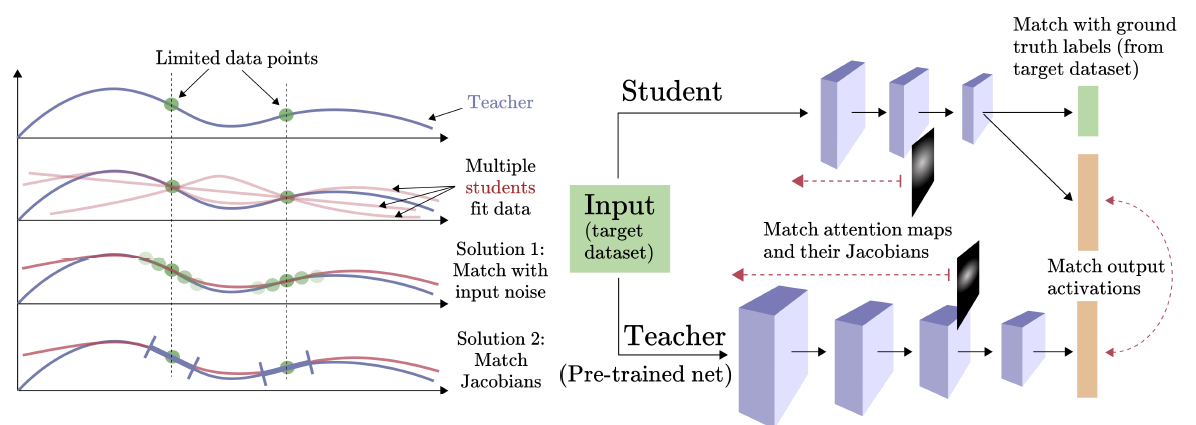 Limited data points
Teacher
Multiple
students
fit data
Solution 1:
Match with
input noise
Solution 2:
Match
Jacobians
Match with ground
truth labels (from
target dataset)
Student
Input
(target
dataset)
Match attention maps
and their Jacobians
Match output
activations
Teacher
(Pre-trained net)